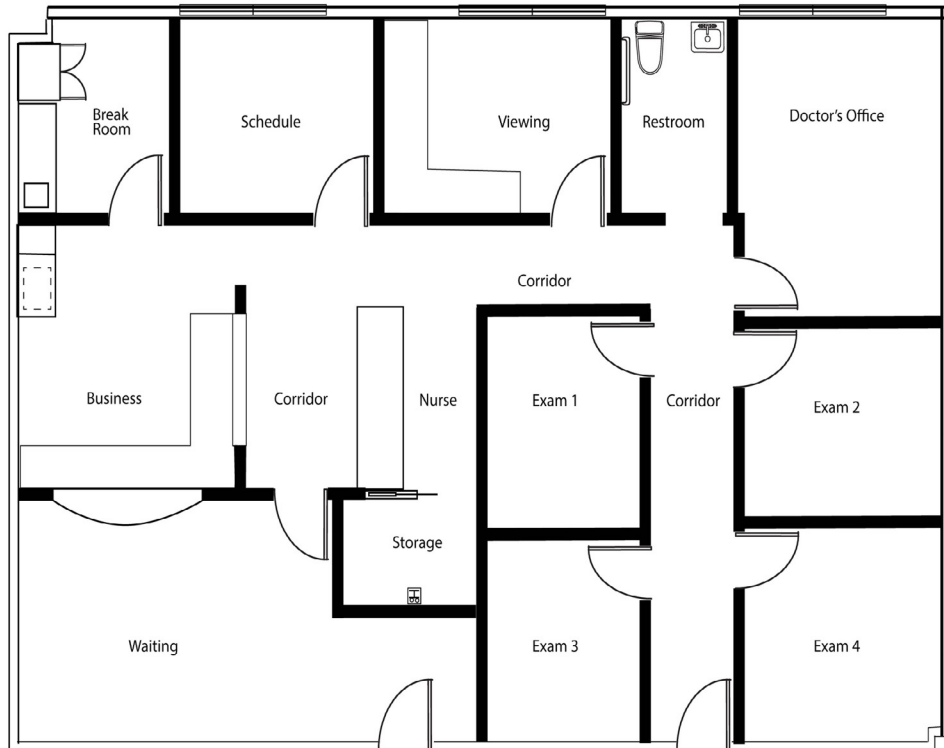 Break
Room
Schedule
Viewing
Restroom
Doctor's Office
Corridor
Business
Corridor
Nurse
Exam 1
Corridor
Exam 2
Storage
Waiting
Exam 3
Exam 4